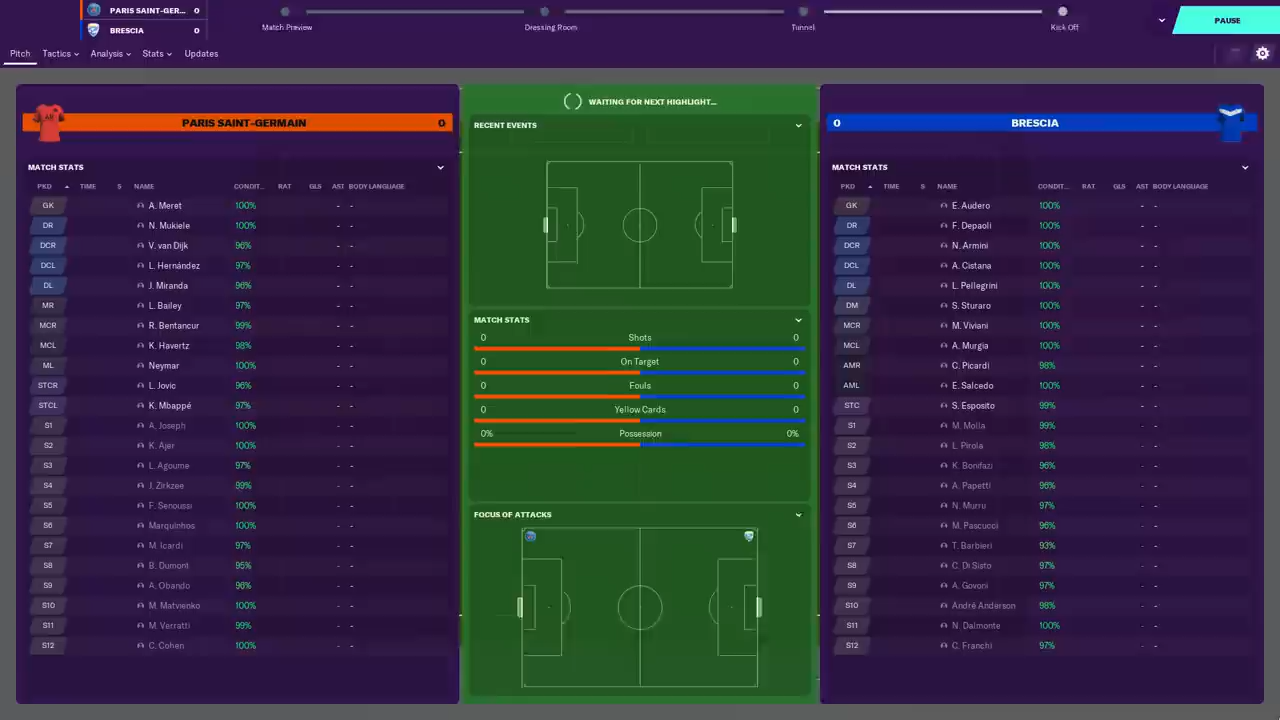 PARIS SAINT-GER... 0
BRESCIA 0
Match Preview
Dressing Room
Tunnel
Kick Off
PAUSE
Pitch Tactics Analysis Stats Updates
PARIS SAINT-GERMAIN 0
MATCH STATS
PKD TIME S NAME CONDIT... RAT GLS AST BODY LANGUAGE
GK A. Meret 100% - -
DR N. Mukiele 100% - -
DCR V. van Dijk 96% - -
DCL L. Hernández 97% - -
DL J. Miranda 96% - -
MR L. Bailey 97% - -
MCR R. Bentancur 99% - -
MCL K. Havertz 98% - -
ML Neymar 100% - -
STCR L. Jovic 96% - -
STCL K. Mbappé 97% - -
S1 A. Joseph 100% - -
S2 K. Ajer 100% - -
S3 L. Agoume 97% - -
S4 J. Zirkzee 99% - -
S5 F. Senoussi 100% - -
S6 Marquinhos 100% - -
S7 M. Icardi 97% - -
S8 B. Dumont 95% - -
S9 A. Obando 96% - -
S10 M. Matvienko 100% - -
S11 M. Verratti 99% - -
S12 C. Cohen 100% - -
WAITING FOR NEXT HIGHLIGHT...
RECENT EVENTS
MATCH STATS
0 Shots 0
0 On Target 0
0 Fouls 0
0 Yellow Cards 0
0% Possession 0%
FOCUS OF ATTACKS
0 BRESCIA
MATCH STATS
PKD TIME S NAME CONDIT... RAT GLS AST BODY LANGUAGE
GK E. Audero 100% - -
DR F. Depaoli 100% - -
DCR N. Armini 100% - -
DCL A. Cistana 100% - -
DL L. Pellegrini 100% - -
DM S. Sturaro 100% - -
MCR M. Viviani 100% - -
MCL A. Murgia 100% - -
AMR C. Picardi 98% - -
AML E. Salcedo 100% - -
STC S. Esposito 99% - -
S1 M. Molla 99% - -
S2 L. Pirola 98% - -
S3 K. Bonifazi 96% - -
S4 A. Papetti 96% - -
S5 N. Murru 97% - -
S6 M. Pascucci 96% - -
S7 T. Barbieri 93% - -
S8 C. Di Sisto 97% - -
S9 A. Govoni 97% - -
S10 André Anderson 98% - -
S11 N. Dalmonte 100% - -
S12 C. Franchi 97% - -